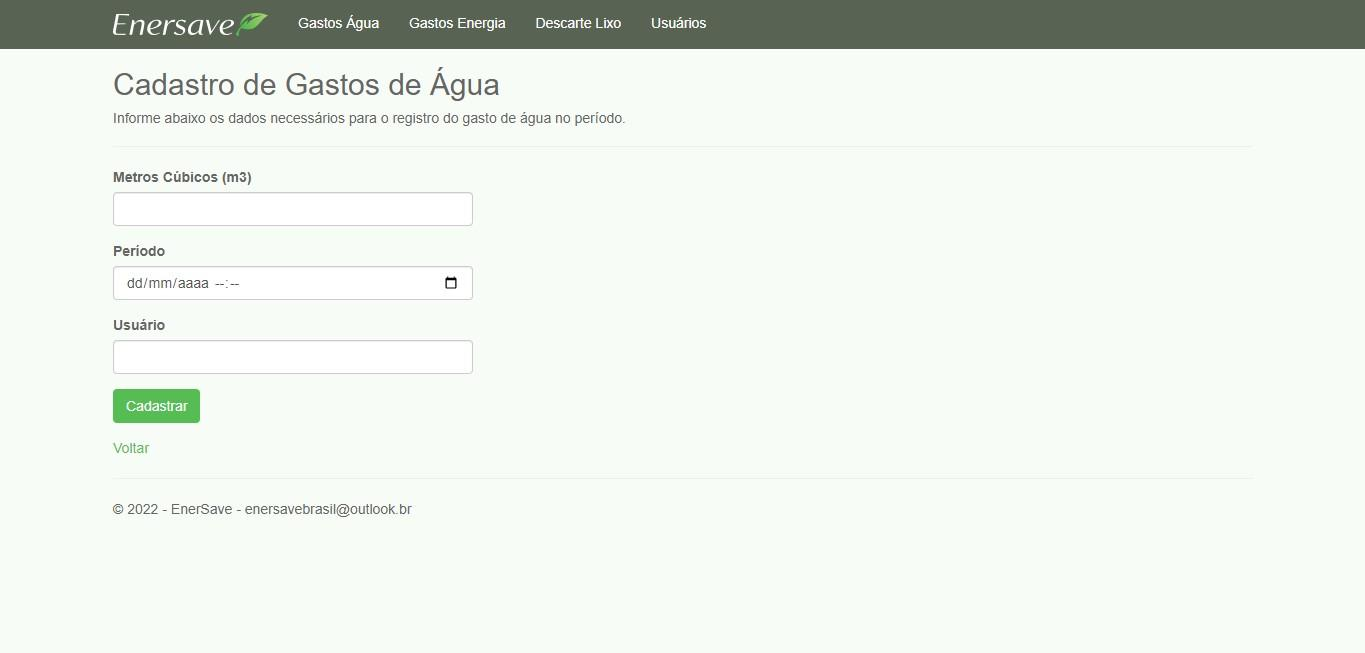 Enersave Gastos Água Gastos Energia Descarte Lixo Usuários
Cadastro de Gastos de Água
Informe abaixo os dados necessários para o registro do gasto de água no período.
Metros Cúbicos (m3)
Período
dd/mm/aaaa --:--
Usuário
Cadastrar
Voltar
© 2022 - EnerSave - enersavebrasil@outlook.br